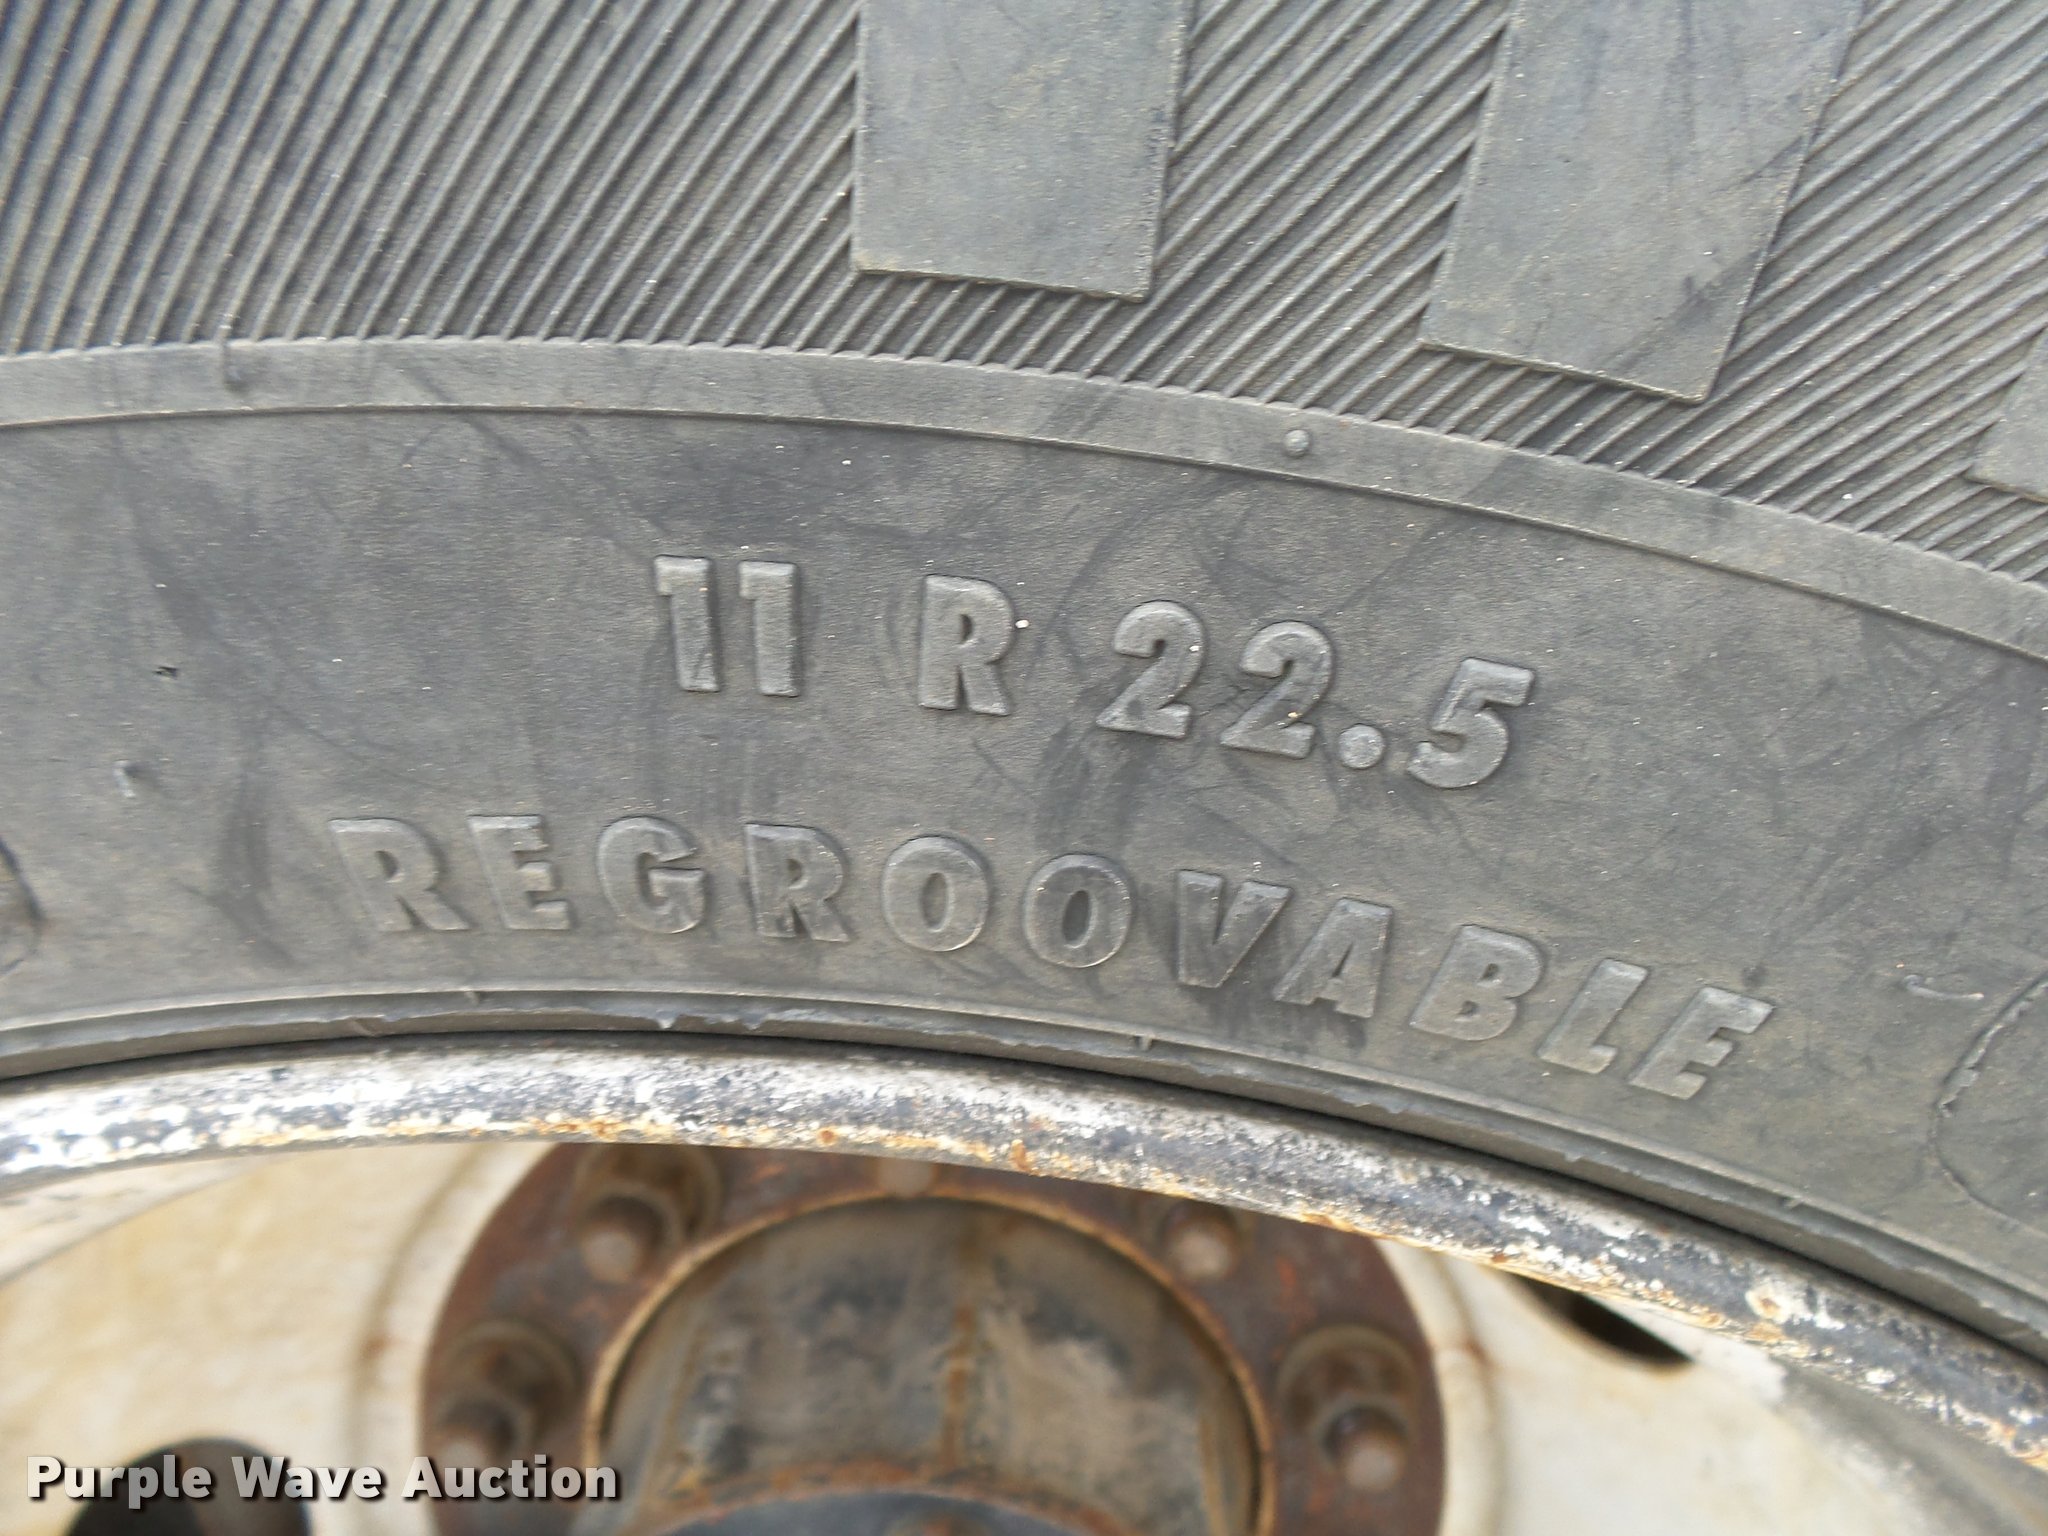 11 R 22.5
REGROOVABLE
Purple Wave Auction